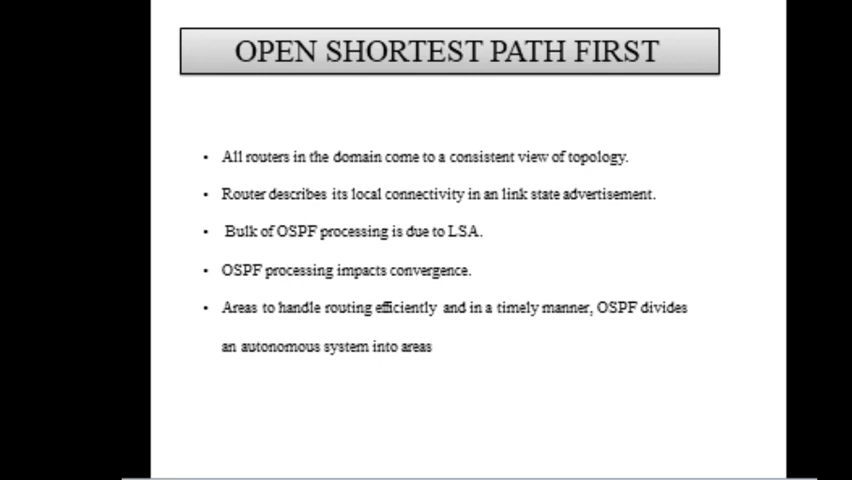 OPEN SHORTEST PATH FIRST
• All routers in the domain come to a consistent view of topology.
• Router describes its local connectivity in an link state advertisement.
• Bulk of OSPF processing is due to LSA.
• OSPF processing impacts convergence.
• Areas to handle routing efficiently and in a timely manner, OSPF divides
an autonomous system into areas